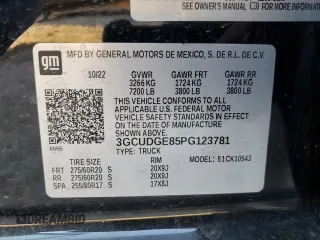 SEE OWNER'S MANUAL
gm
MFD BY GENERAL MOTORS DE MEXICO, S. DE R.L. DE C.V.
10/22 GVWR GAWR FRT GAWR RR
3266 KG 1724 KG 1724 KG
7200 LB 3800 LB 3800 LB
THIS VEHICLE CONFORMS TO ALL APPLICABLE
U.S. FEDERAL MOTOR VEHICLE SAFETY
STANDARDS IN EFFECT ON THE DATE OF
MANUFACTURE SHOWN ABOVE.
3GCUDGE85PG123781
TYPE: TRUCK
TIRE SIZE RIM MODEL: 51CK10543
FRT 275/60R20 S 20X9J
RR 275/60R20 S 20X9J
SPA 255/80R17 S 17X8J